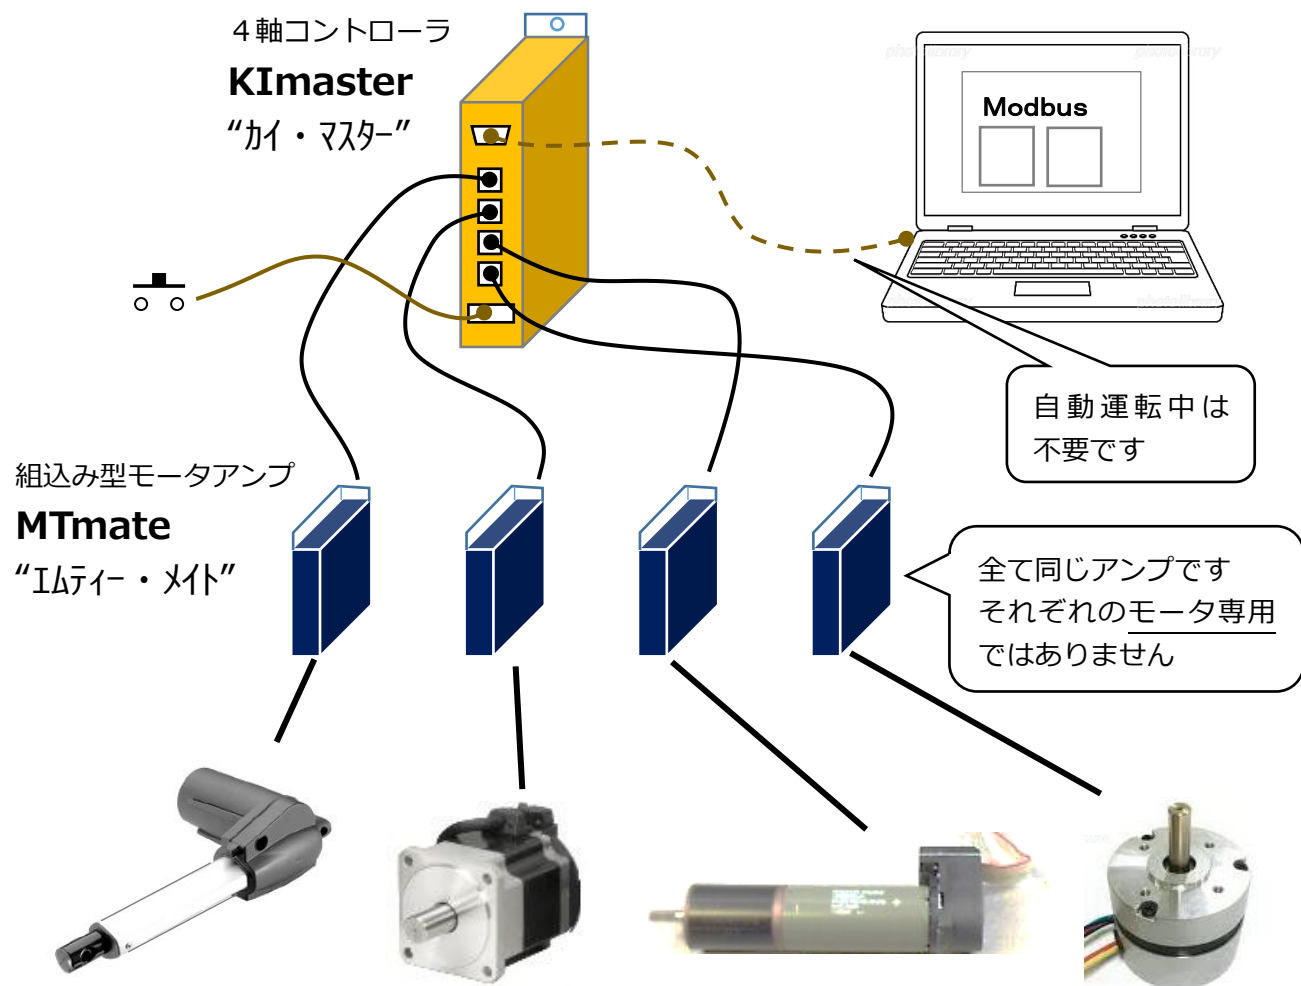 ４軸コントローラ
KImaster
“ｶｲ・ﾏｽﾀｰ”
photolibrary
Modbus
photolibrary
自動運転中は
不要です
組込み型モータアンプ
MTmate
“ｴﾑﾃｨｰ・ﾒｲﾄ”
全て同じアンプです
それぞれのモータ専用
ではありません